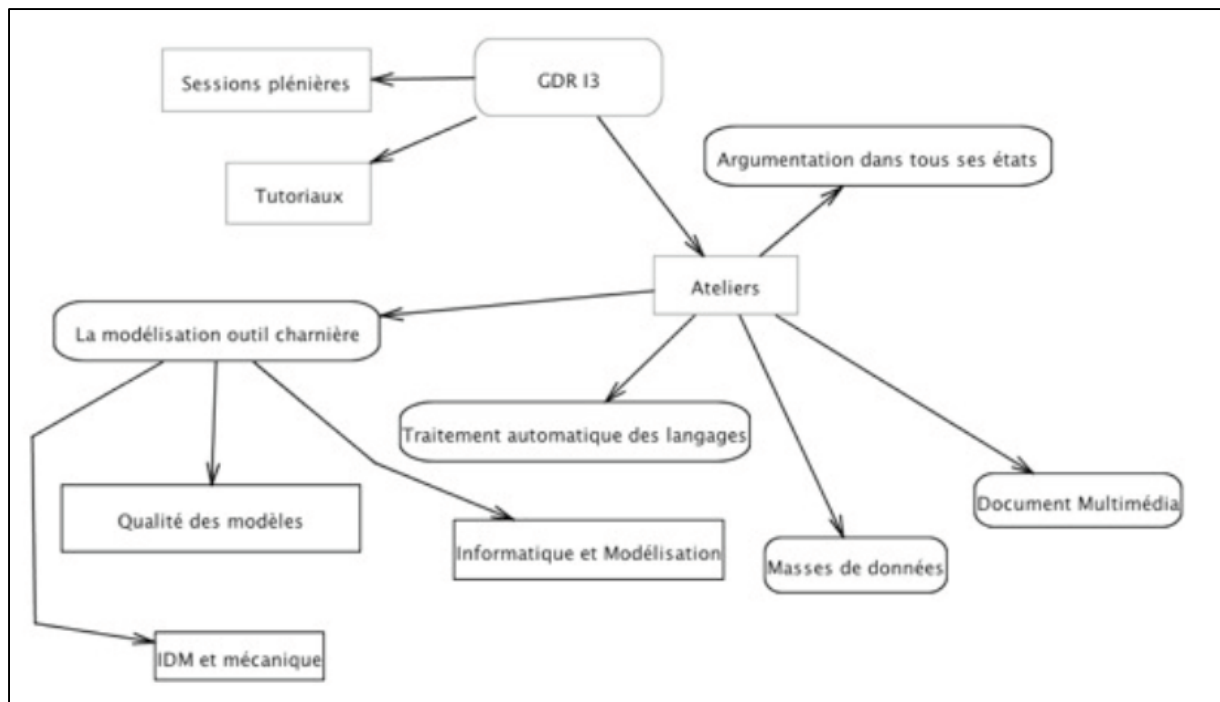 GDR I3
Sessions plénières
Argumentation dans tous ses états
Tutoriaux
Ateliers
La modélisation outil charnière
Traitement automatique des langages
Document Multimédia
Qualité des modèles
Informatique et Modélisation
Masses de données
IDM et mécanique